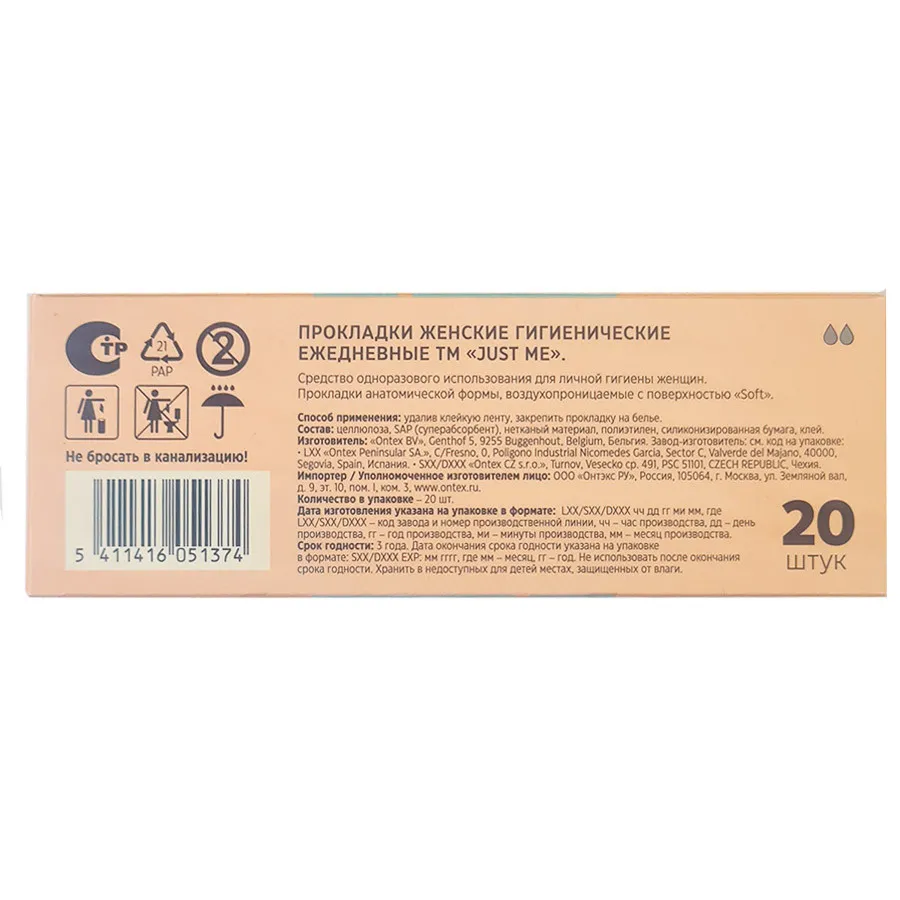 СТР
21
PAP
2
Не бросать в канализацию!
5 411416 051374
ПРОКЛАДКИ ЖЕНСКИЕ ГИГИЕНИЧЕСКИЕ
ЕЖЕДНЕВНЫЕ ТМ «JUST ME».
Средство одноразового использования для личной гигиены женщин.
Прокладки анатомической формы, воздухопроницаемые с поверхностью «Soft».
Способ применения: удалив клейкую ленту, закрепить прокладку на белье.
Состав: целлюлоза, SAP (суперабсорбент), нетканый материал, полиэтилен, силиконизированная бумага, клей.
Изготовитель: «Ontex BV», Genthof 5, 9255 Buggenhout, Belgium, Бельгия. Завод-изготовитель: см. код на упаковке:
• LXX «Ontex Peninsular SA.», C/Fresno, 0, Poligono Industrial Nicomedes Garcia, Sector C, Valverde del Majano, 40000,
Segovia, Spain, Испания. • SXX/DXXX «Ontex CZ s.r.o.», Turnov, Vesecko čp. 491, PSC 51101, CZECH REPUBLIC, Чехия.
Импортер / Уполномоченное изготовителем лицо: ООО «Онтэкс РУ», Россия, 105064, г. Москва, ул. Земляной вал,
д. 9, эт. 10, пом. I, ком. 3, www.ontex.ru.
Количество в упаковке – 20 шт.
Дата изготовления указана на упаковке в формате: LXX/SXX/DXXX чч дд гг ми мм, где
LXX/SXX/DXXX – код завода и номер производственной линии, чч – час производства, дд – день
производства, гг – год производства, ми – минуты производства, мм – месяц производства.
Срок годности: 3 года. Дата окончания срока годности указана на упаковке
в формате: SXX/DXXX EXP: мм гггг, где мм – месяц, гг – год. Не использовать после окончания
срока годности. Хранить в недоступных для детей местах, защищенных от влаги.
20
ШТУК